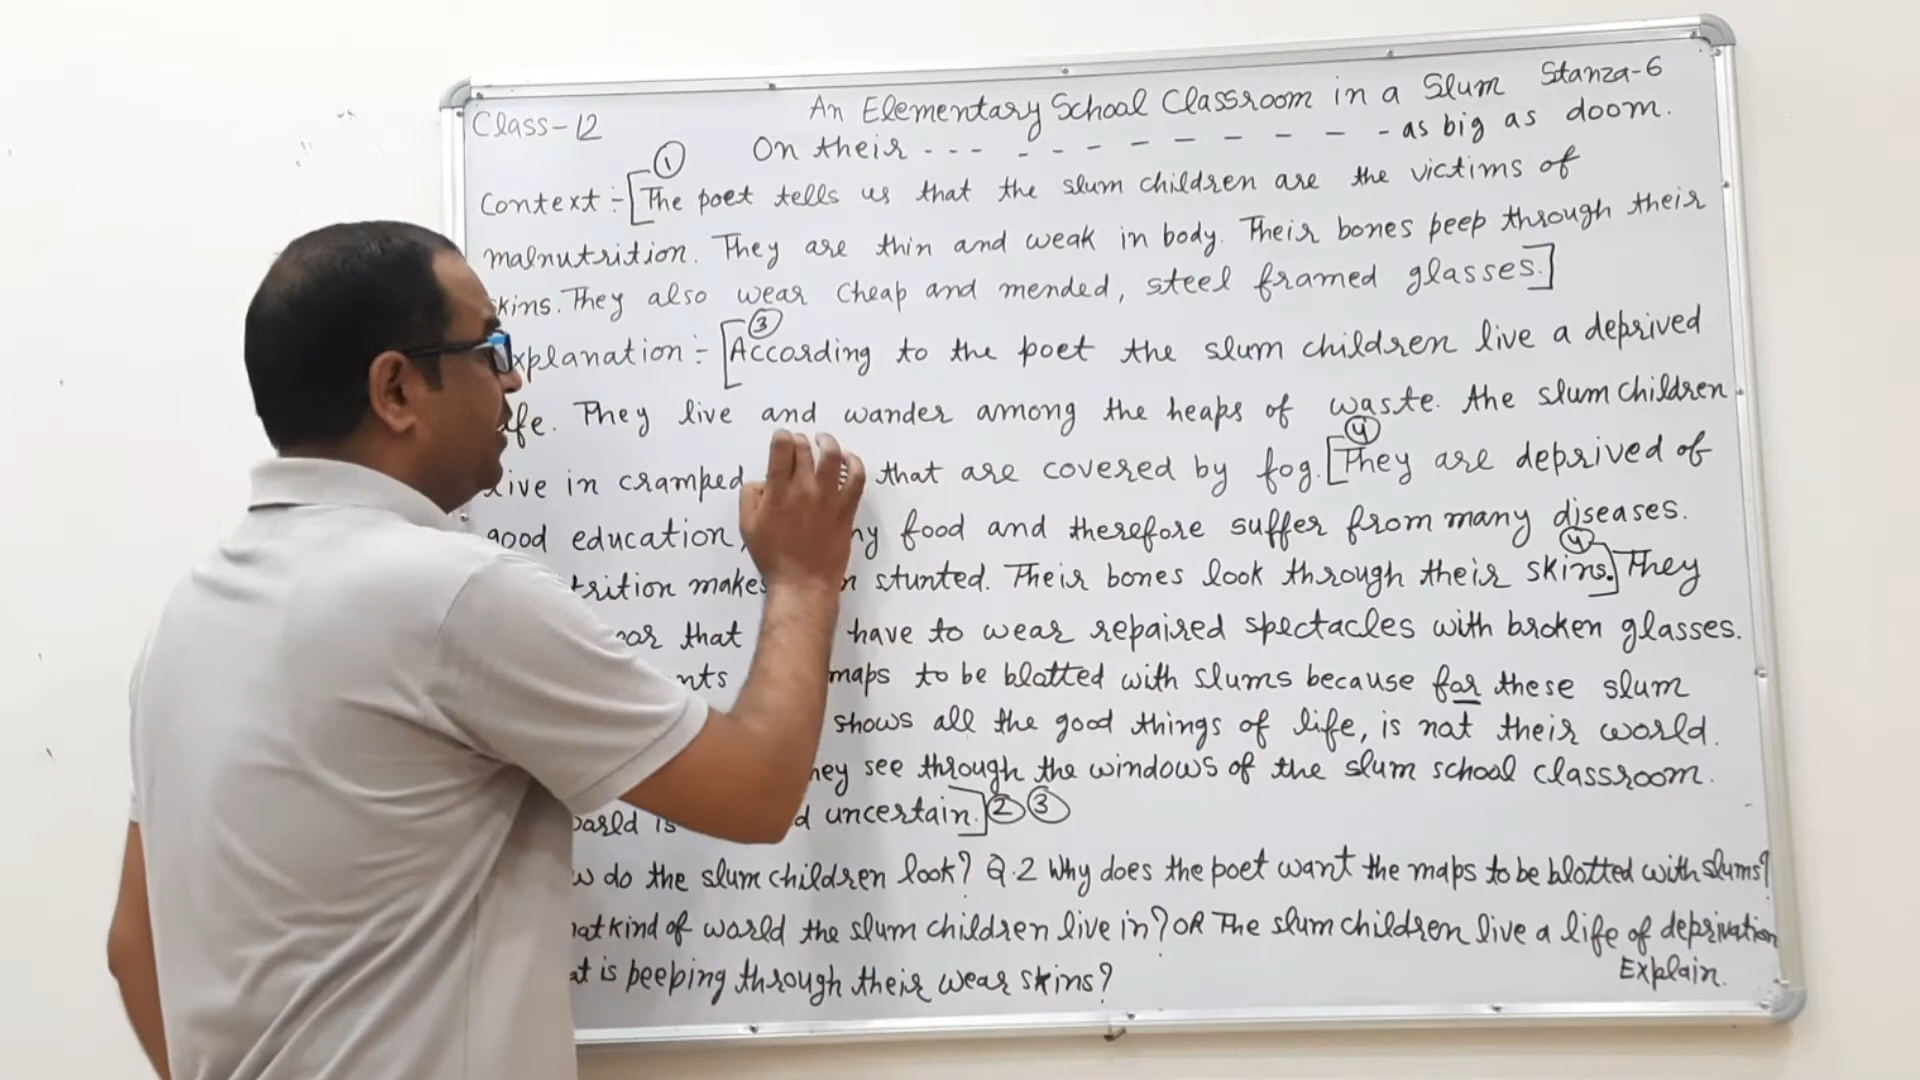 Class-12 An Elementary School Classroom in a Slum Stanza-6
On their --- - - - - - - - - - as big as doom.
Context :- [① The poet tells us that the slum children are the victims of
malnutrition. They are thin and weak in body. Their bones peep through their
skins. They also wear cheap and mended, steel framed glasses.]
xplanation :- [③ According to the poet the slum children live a deprived
life. They live and wander among the heaps of waste. the slum children
live in cramped that are covered by fog. [④ They are deprived of
good education, food and therefore suffer from many diseases.
trition makes stunted. Their bones look through their skins.]④ They
that have to wear repaired spectacles with broken glasses.
nts maps to be blotted with slums because far these slum
shows all the good things of life, is not their world.
hey see through the windows of the slum school classroom.
world is d uncertain.] ② ③
w do the slum children look? Q.2 Why does the poet want the maps to be blotted with slums?
hat kind of world the slum children live in? OR The slum children live a life of deprivation
Explain.
at is peeping through their wear skins?